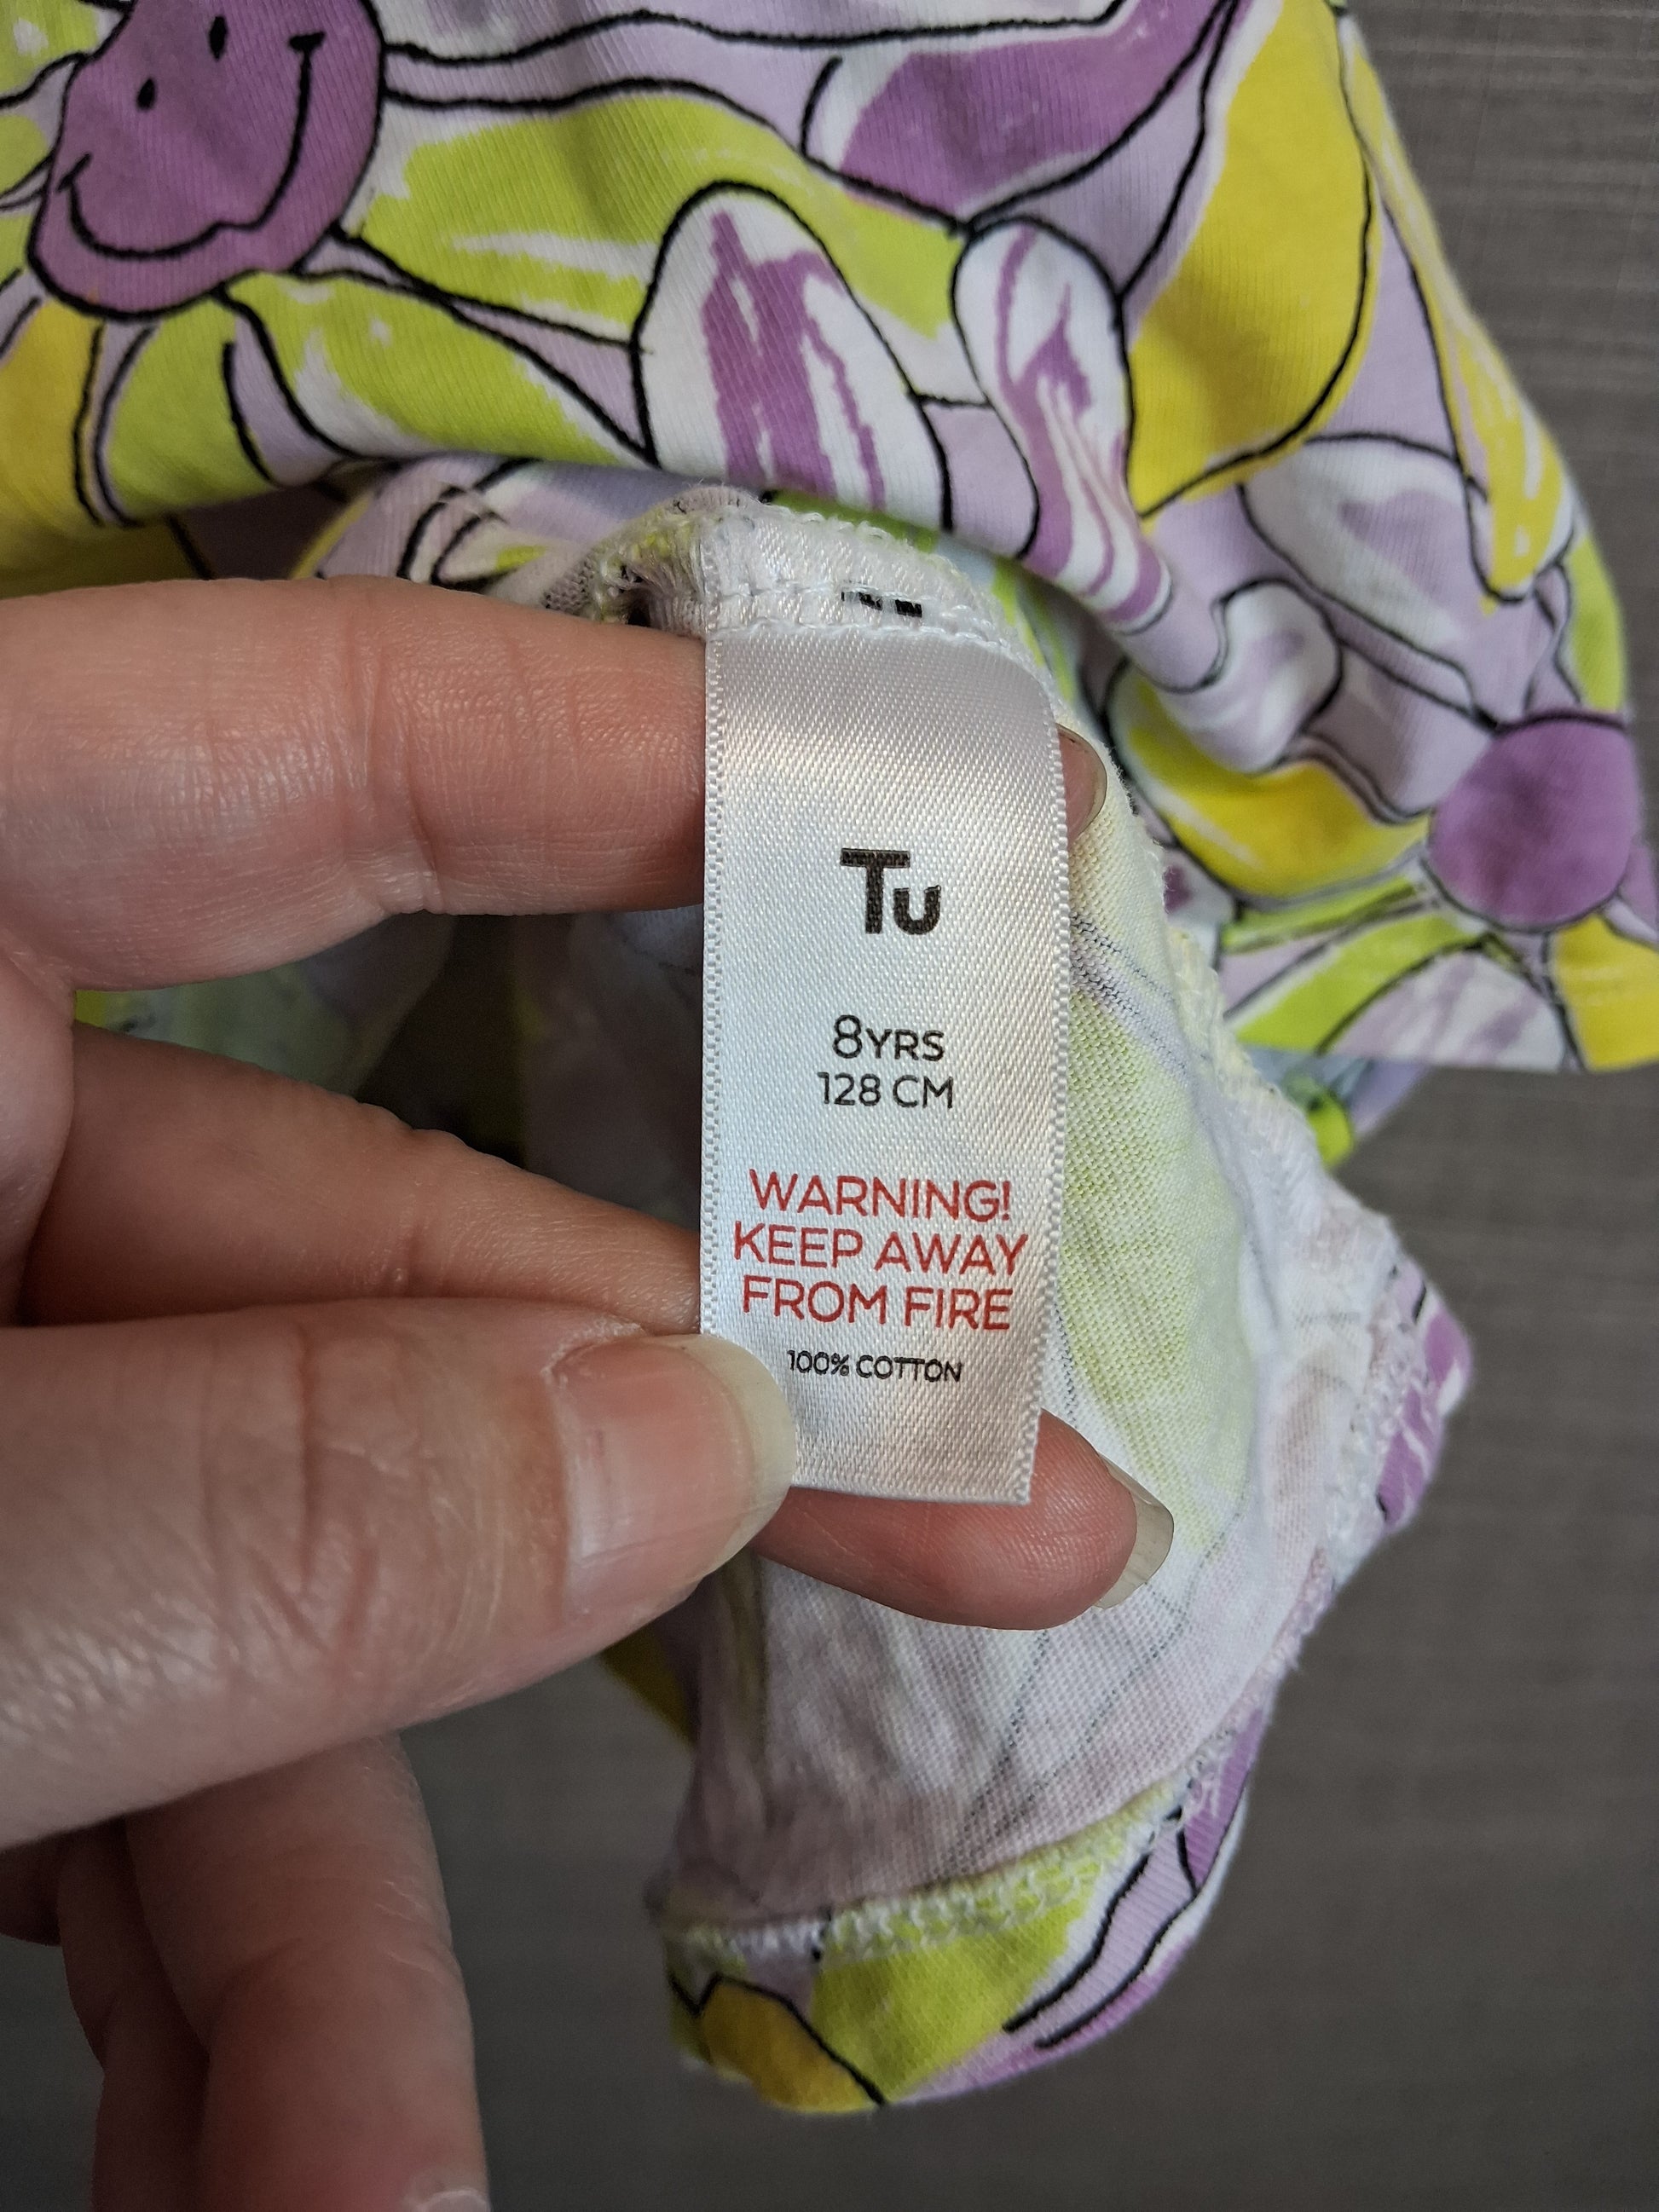 Tu
8YRS
128 CM
WARNING!
KEEP AWAY
FROM FIRE
100% COTTON